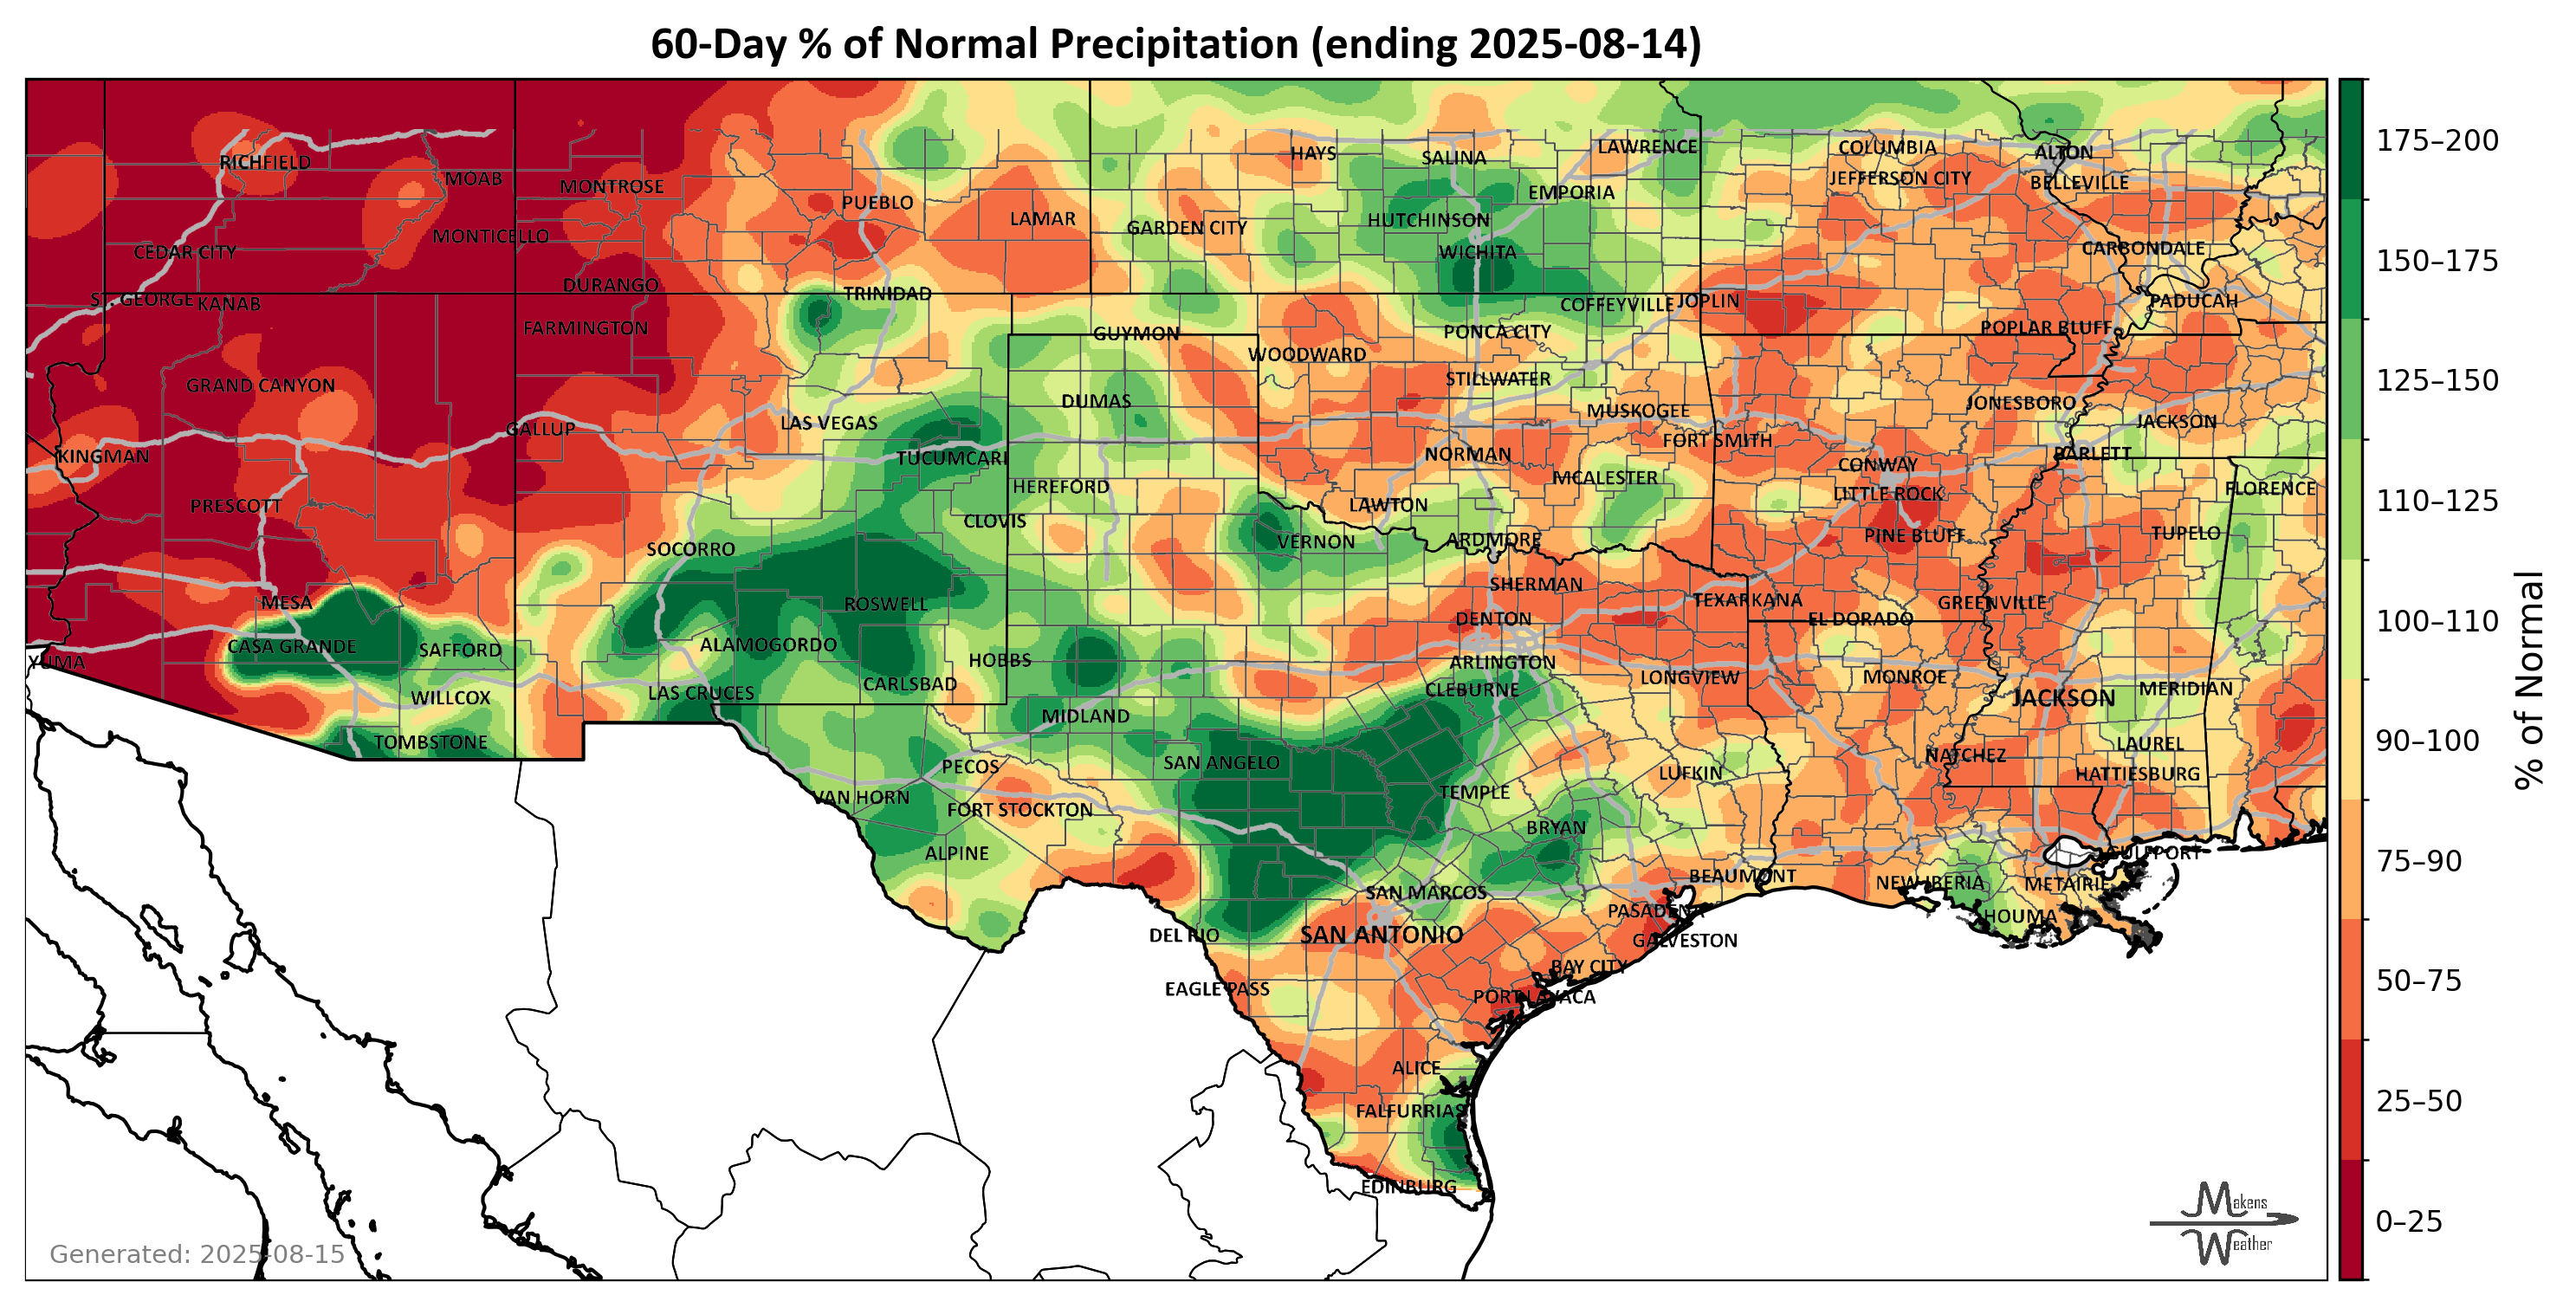 60-Day % of Normal Precipitation (ending 2025-08-14)
HAYS
SALINA
LAWRENCE
COLUMBIA
ALTON
RICHFIELD
MOAB
MONTROSE
EMPORIA
JEFFERSON CITY
BELLEVILLE
PUEBLO
LAMAR
GARDEN CITY
HUTCHINSON
MONTICELLO
CEDAR CITY
WICHITA
CARBONDALE
DURANGO
TRINIDAD
ST. GEORGE
KANAB
COFFEYVILLE
JOPLIN
PADUCAH
FARMINGTON
GUYMON
PONCA CITY
POPLAR BLUFF
WOODWARD
GRAND CANYON
STILLWATER
DUMAS
MUSKOGEE
JONESBORO
LAS VEGAS
JACKSON
GALLUP
FORT SMITH
KINGMAN
TUCUMCARI
NORMAN
BARLETT
CONWAY
MCALESTER
HEREFORD
LITTLE ROCK
FLORENCE
PRESCOTT
LAWTON
CLOVIS
PINE BLUFF
TUPELO
SOCORRO
VERNON
ARDMORE
SHERMAN
MESA
ROSWELL
TEXARKANA
GREENVILLE
DENTON
EL DORADO
CASA GRANDE
SAFFORD
ALAMOGORDO
YUMA
HOBBS
ARLINGTON
LONGVIEW
MONROE
WILLCOX
LAS CRUCES
CARLSBAD
CLEBURNE
JACKSON
MERIDIAN
MIDLAND
TOMBSTONE
LAUREL
PECOS
SAN ANGELO
NATCHEZ
LUFKIN
HATTIESBURG
VAN HORN
FORT STOCKTON
TEMPLE
BRYAN
ALPINE
GULFPORT
BEAUMONT
NEW IBERIA
METAIRIE
SAN MARCOS
PASADENA
HOUMA
DEL RIO
SAN ANTONIO
GALVESTON
BAY CITY
EAGLE PASS
PORT LAVACA
ALICE
FALFURRIAS
EDINBURG
Generated: 2025-08-15
Makens
Weather
175–200
150–175
125–150
110–125
100–110
90–100
75–90
50–75
25–50
0–25
% of Normal